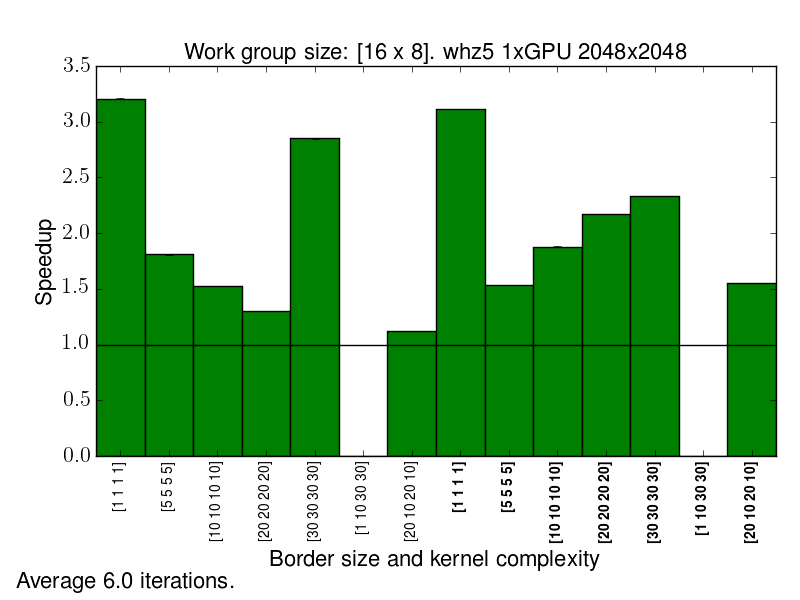 Work group size: [16 x 8]. whz5 1xGPU 2048x2048
3.5
3.0
2.5
2.0
1.5
1.0
0.5
0.0
Speedup
[1 1 1 1]
[5 5 5 5]
[10 10 10 10]
[20 20 20 20]
[30 30 30 30]
[1 10 30 30]
[20 10 20 10]
[1 1 1 1]
[5 5 5 5]
[10 10 10 10]
[20 20 20 20]
[30 30 30 30]
[1 10 30 30]
[20 10 20 10]
Border size and kernel complexity
Average 6.0 iterations.